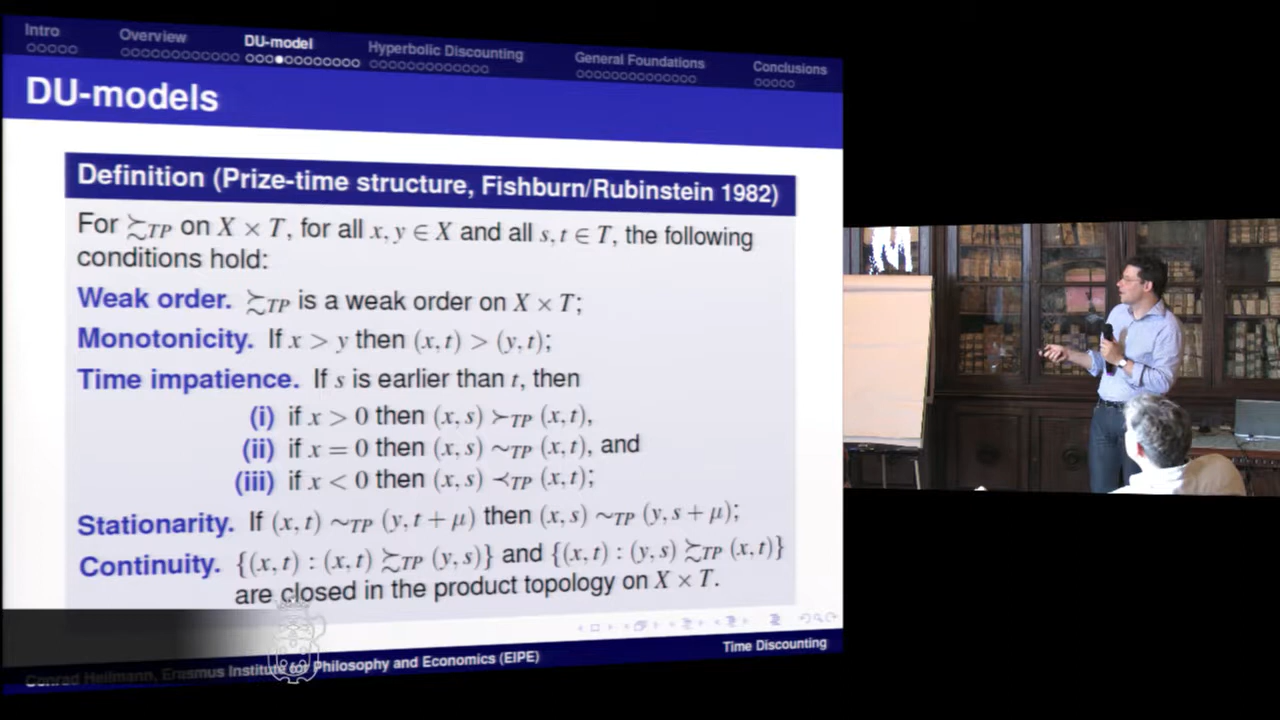 Intro
Overview
DU-model
Hyperbolic Discounting
General Foundations
Conclusions
DU-models
Definition (Prize-time structure, Fishburn/Rubinstein 1982)
For ≿TP on X × T, for all x, y ∈ X and all s, t ∈ T, the following
conditions hold:
Weak order. ≿TP is a weak order on X × T;
Monotonicity. If x > y then (x, t) > (y, t);
Time impatience. If s is earlier than t, then
(i) if x > 0 then (x, s) ≻TP (x, t),
(ii) if x = 0 then (x, s) ∼TP (x, t), and
(iii) if x < 0 then (x, s) ≺TP (x, t);
Stationarity. If (x, t) ∼TP (y, t + μ) then (x, s) ∼TP (y, s + μ);
Continuity. {(x, t) : (x, t) ≿TP (y, s)} and {(x, t) : (y, s) ≿TP (x, t)}
are closed in the product topology on X × T.
Conrad Heilmann, Erasmus Institute for Philosophy and Economics (EIPE)
Time Discounting